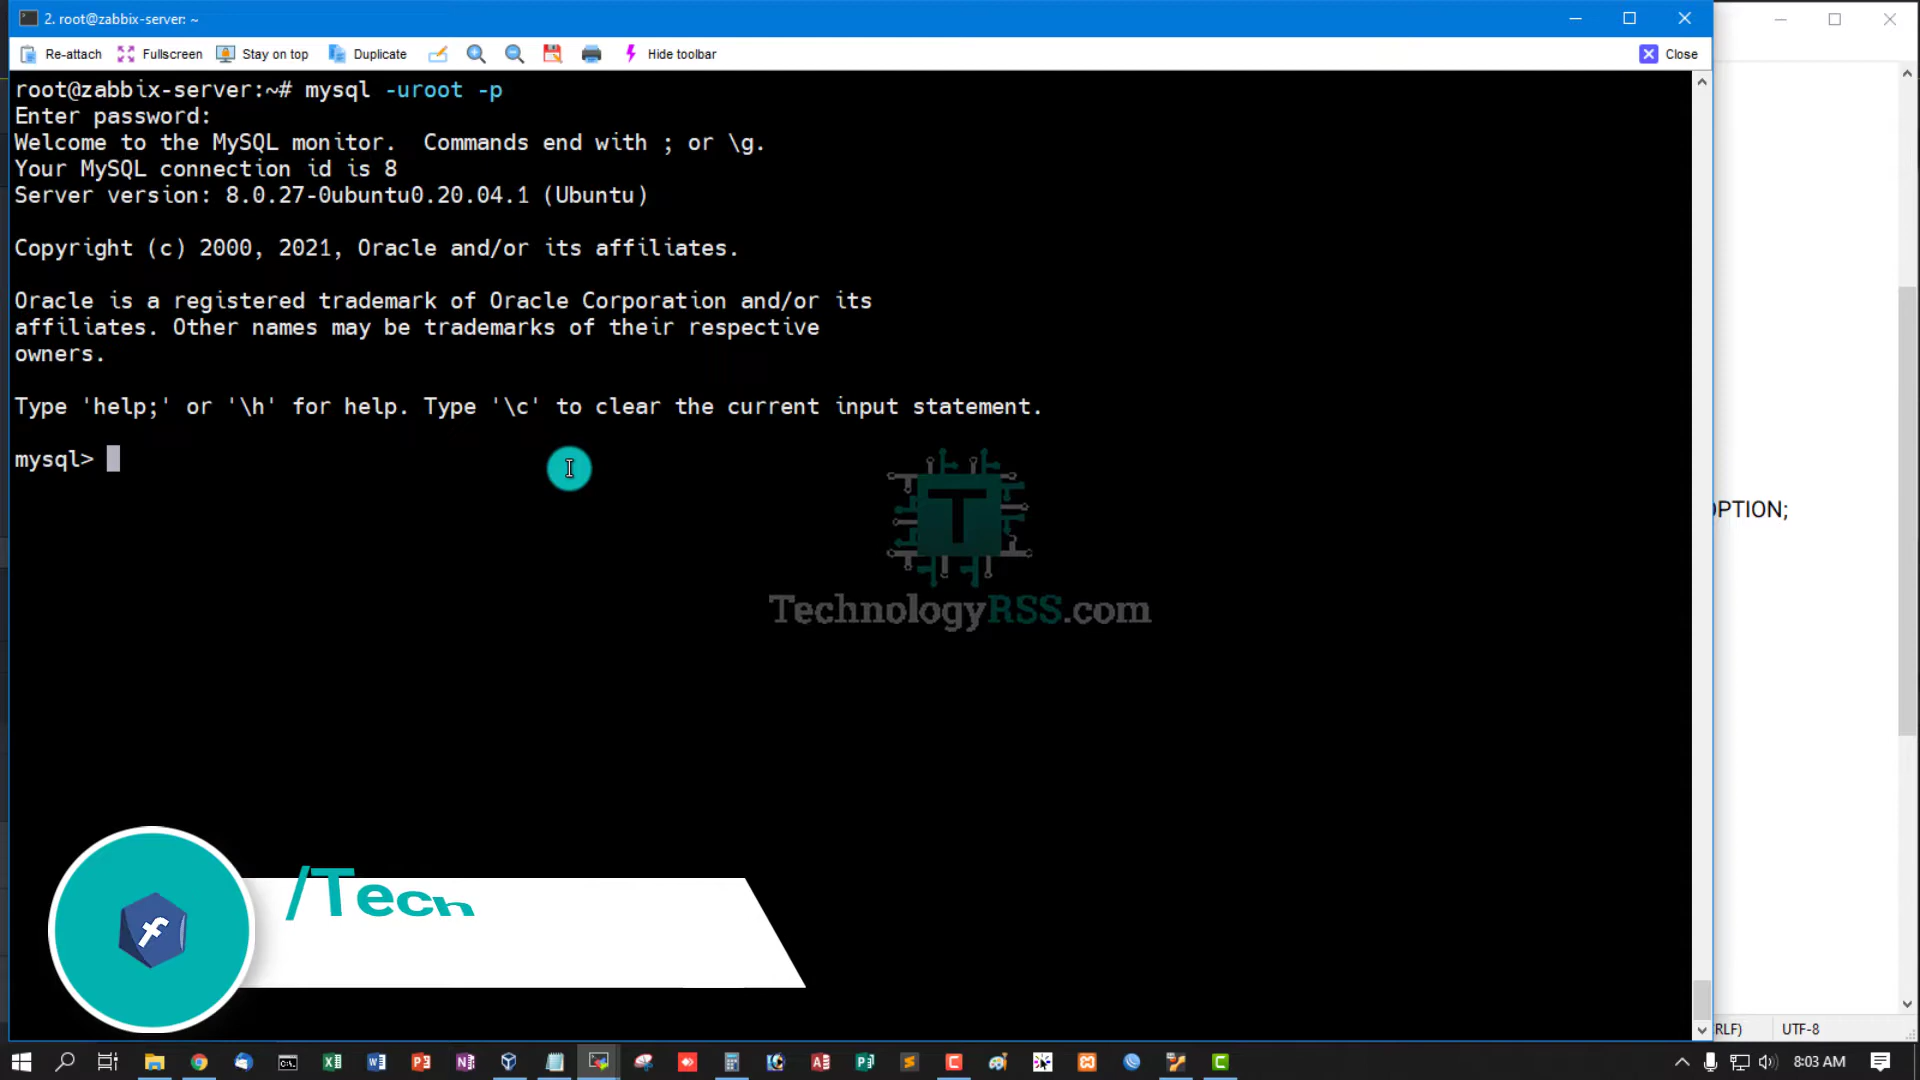 2. root@zabbix-server: ~
Re-attach Fullscreen Stay on top Duplicate Hide toolbar Close
root@zabbix-server:~# mysql -uroot -p
Enter password:
Welcome to the MySQL monitor.  Commands end with ; or \g.
Your MySQL connection id is 8
Server version: 8.0.27-0ubuntu0.20.04.1 (Ubuntu)
Copyright (c) 2000, 2021, Oracle and/or its affiliates.
Oracle is a registered trademark of Oracle Corporation and/or its
affiliates. Other names may be trademarks of their respective
owners.
Type 'help;' or '\h' for help. Type '\c' to clear the current input statement.
mysql>
OPTION;
TechnologyRSS.com
/Tech
RLF) UTF-8
8:03 AM